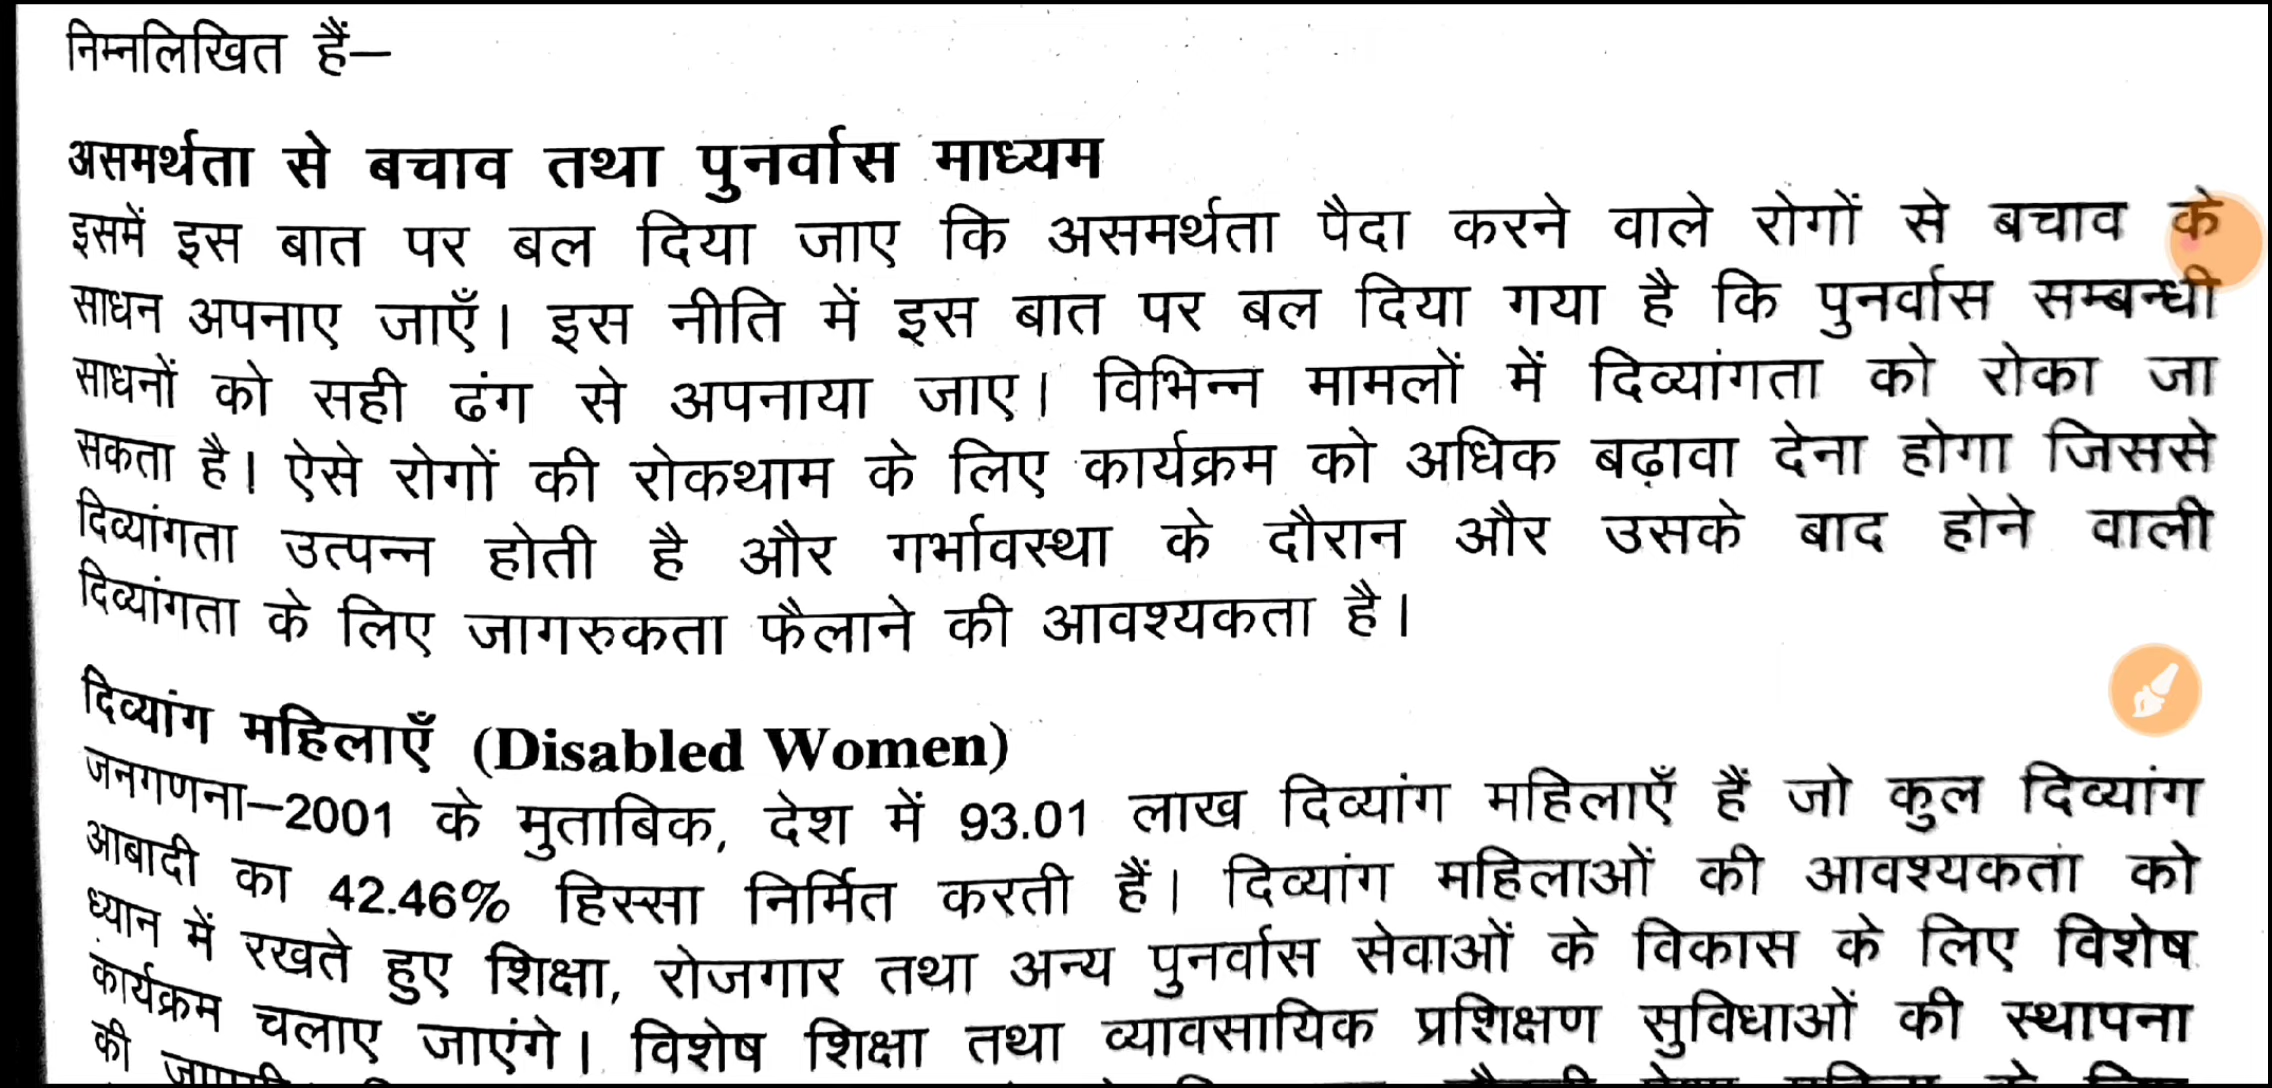 निम्नलिखित हैं—
असमर्थता से बचाव तथा पुनर्वास माध्यम
इसमें इस बात पर बल दिया जाए कि असमर्थता पैदा करने वाले रोगों से बचाव के
साधन अपनाए जाएँ। इस नीति में इस बात पर बल दिया गया है कि पुनर्वास सम्बन्धी
साधनों को सही ढंग से अपनाया जाए। विभिन्न मामलों में दिव्यांगता को रोका जा
सकता है। ऐसे रोगों की रोकथाम के लिए कार्यक्रम को अधिक बढ़ावा देना होगा जिससे
दिव्यांगता उत्पन्न होती है और गर्भावस्था के दौरान और उसके बाद होने वाली
दिव्यांगता के लिए जागरुकता फैलाने की आवश्यकता है।
दिव्यांग महिलाएँ (Disabled Women)
जनगणना–2001 के मुताबिक, देश में 93.01 लाख दिव्यांग महिलाएँ हैं जो कुल दिव्यांग
आबादी का 42.46% हिस्सा निर्मित करती हैं। दिव्यांग महिलाओं की आवश्यकता को
ध्यान में रखते हुए शिक्षा, रोजगार तथा अन्य पुनर्वास सेवाओं के विकास के लिए विशेष
कार्यक्रम चलाए जाएंगे। विशेष शिक्षा तथा व्यावसायिक प्रशिक्षण सुविधाओं की स्थापना
की